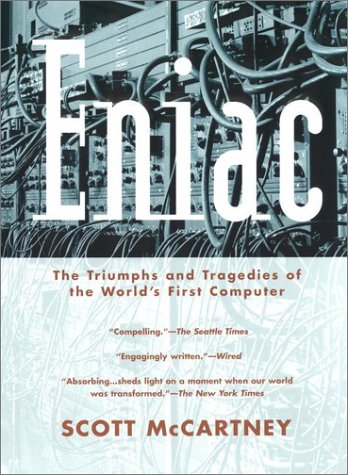 Eniac
The Triumphs and Tragedies of
the World's First Computer
"Compelling."—The Seattle Times
"Engagingly written."—Wired
"Absorbing...sheds light on a moment when our world
was transformed."—The New York Times
SCOTT McCARTNEY